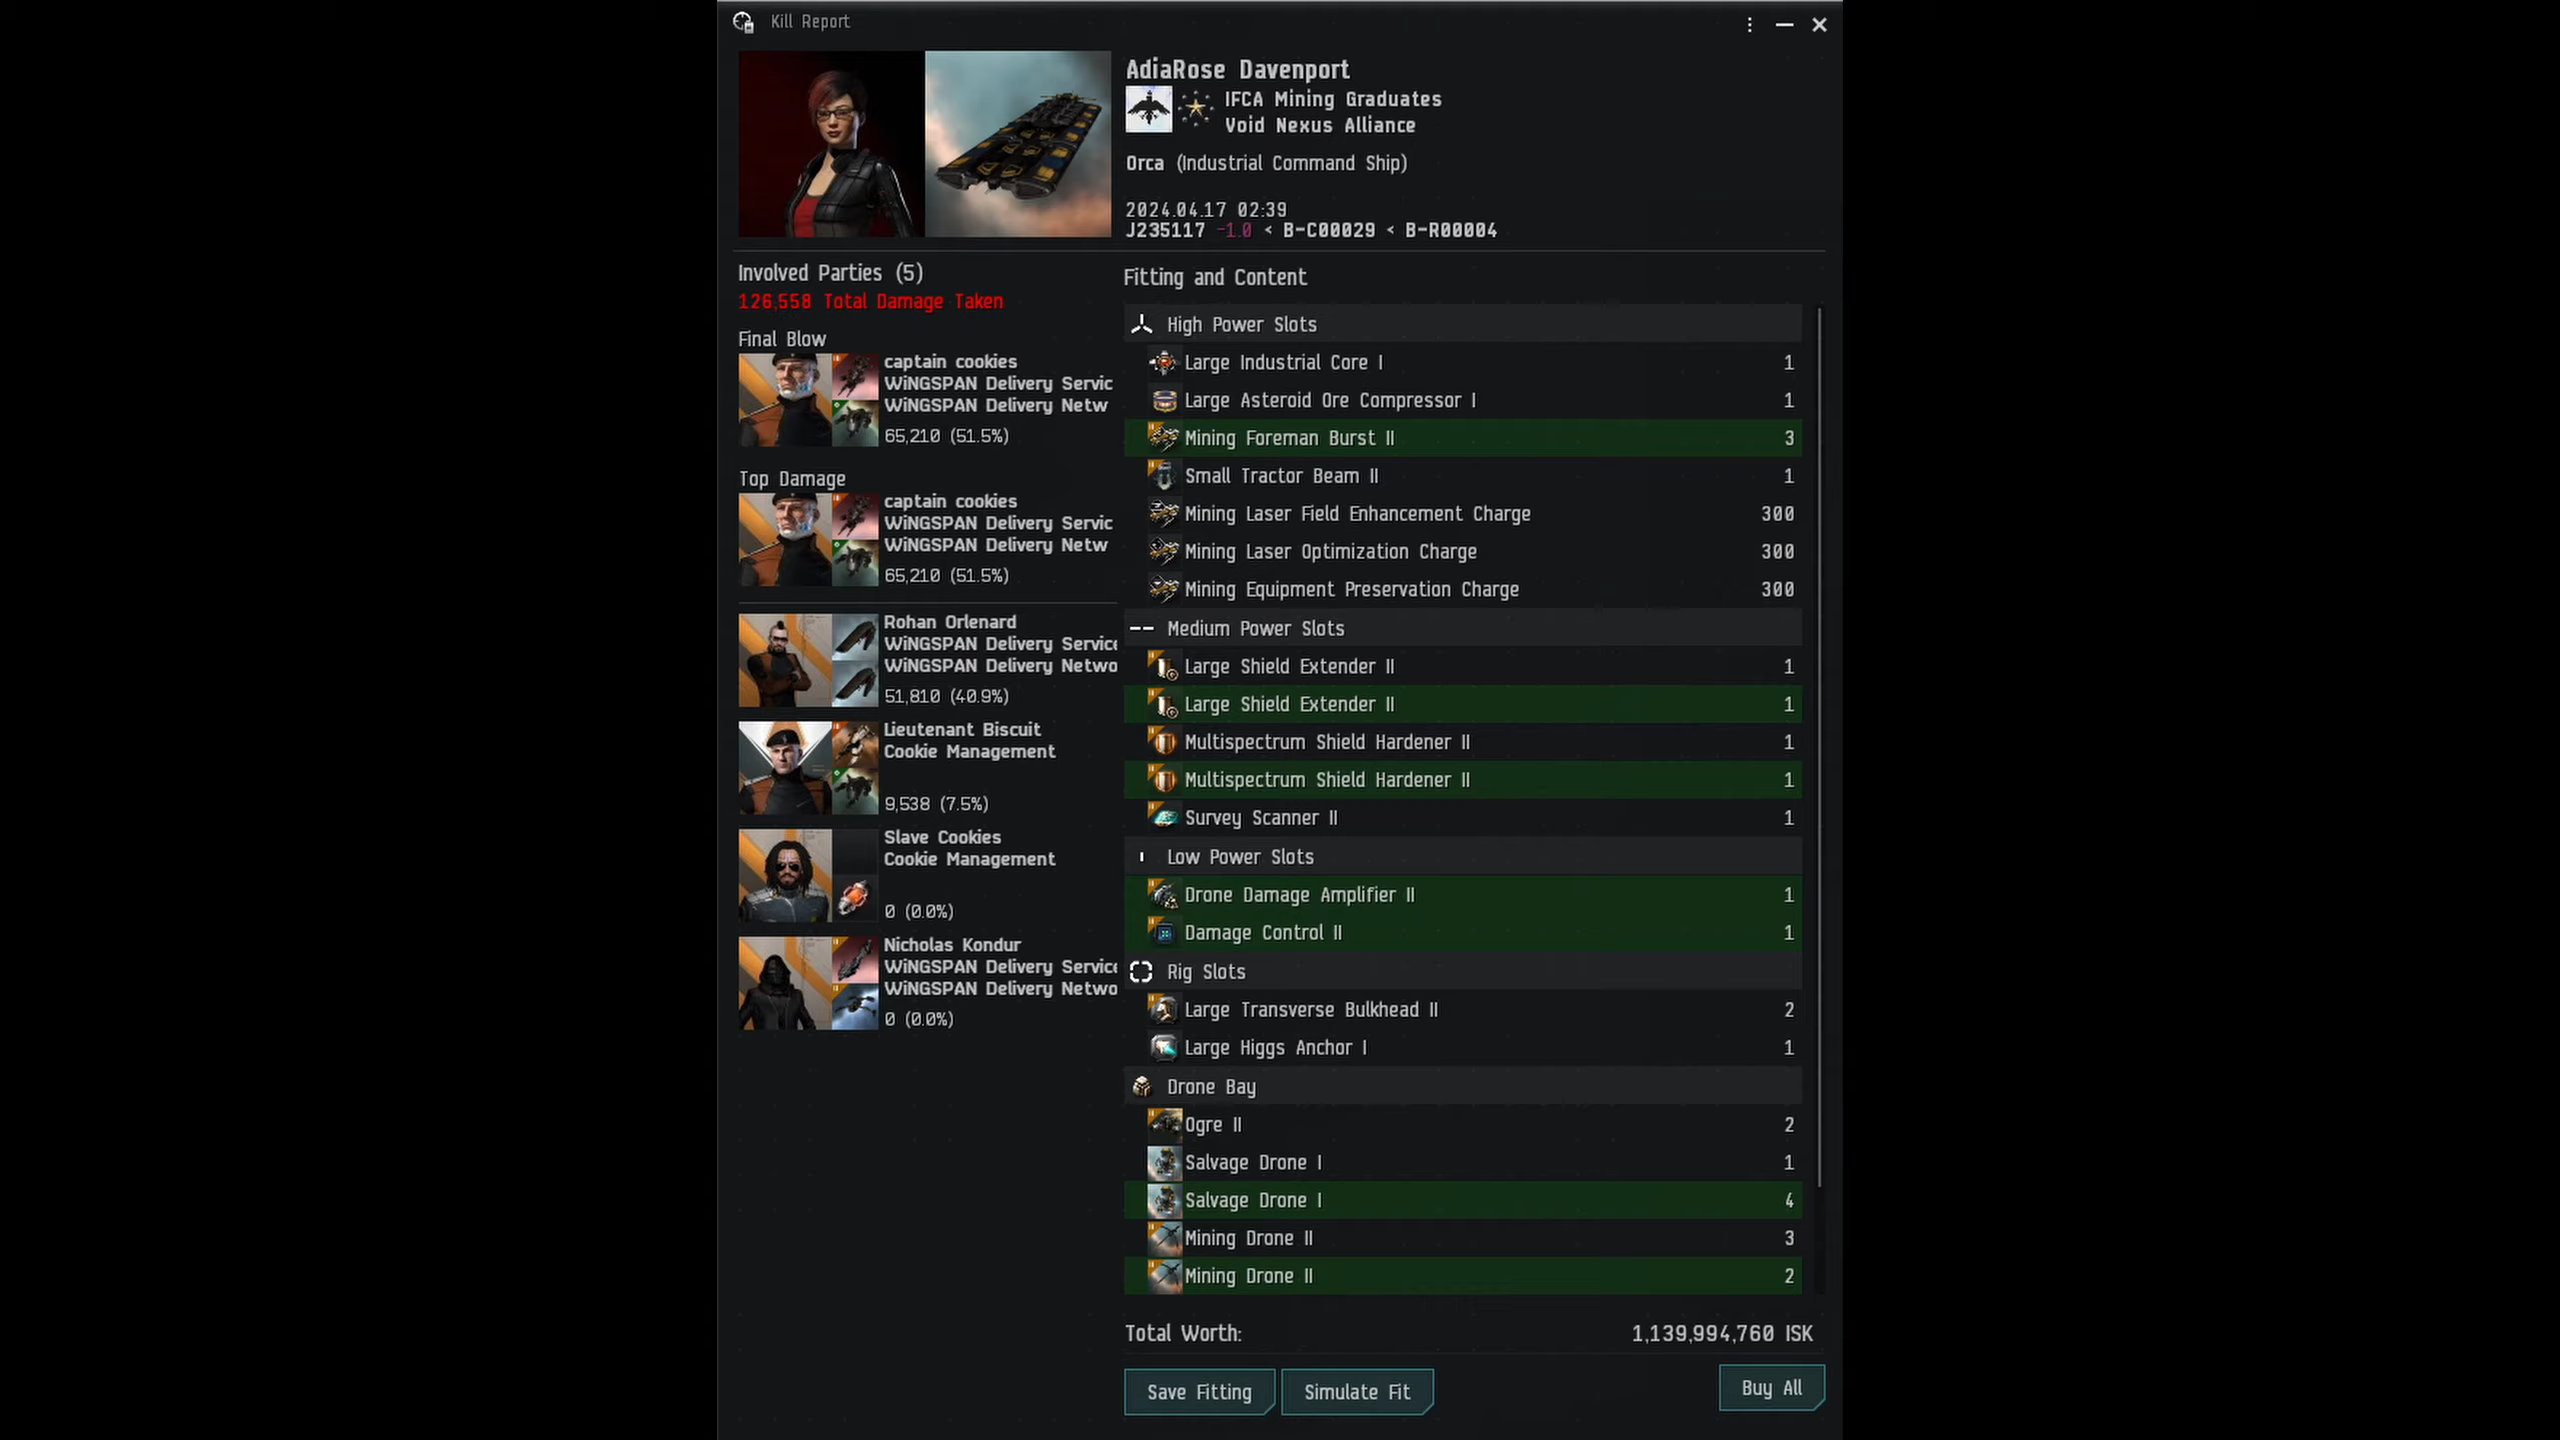 Kill Report
AdiaRose Davenport
IFCA Mining Graduates
Void Nexus Alliance
Orca (Industrial Command Ship)
2024.04.17 02:39
J235117 -1.0 < B-C00029 < B-R00004
Involved Parties (5)
126,558 Total Damage Taken
Final Blow
captain cookies
WiNGSPAN Delivery Servic
WiNGSPAN Delivery Netw
65,210 (51.5%)
Top Damage
captain cookies
WiNGSPAN Delivery Servic
WiNGSPAN Delivery Netw
65,210 (51.5%)
Rohan Orlenard
WiNGSPAN Delivery Service
WiNGSPAN Delivery Netwo
51,810 (40.9%)
Lieutenant Biscuit
Cookie Management
9,538 (7.5%)
Slave Cookies
Cookie Management
0 (0.0%)
Nicholas Kondur
WiNGSPAN Delivery Service
WiNGSPAN Delivery Netwo
0 (0.0%)
Fitting and Content
High Power Slots
Large Industrial Core I 1
Large Asteroid Ore Compressor I 1
Mining Foreman Burst II 3
Small Tractor Beam II 1
Mining Laser Field Enhancement Charge 300
Mining Laser Optimization Charge 300
Mining Equipment Preservation Charge 300
Medium Power Slots
Large Shield Extender II 1
Large Shield Extender II 1
Multispectrum Shield Hardener II 1
Multispectrum Shield Hardener II 1
Survey Scanner II 1
Low Power Slots
Drone Damage Amplifier II 1
Damage Control II 1
Rig Slots
Large Transverse Bulkhead II 2
Large Higgs Anchor I 1
Drone Bay
Ogre II 2
Salvage Drone I 1
Salvage Drone I 4
Mining Drone II 3
Mining Drone II 2
Total Worth: 1,139,994,760 ISK
Save Fitting
Simulate Fit
Buy All